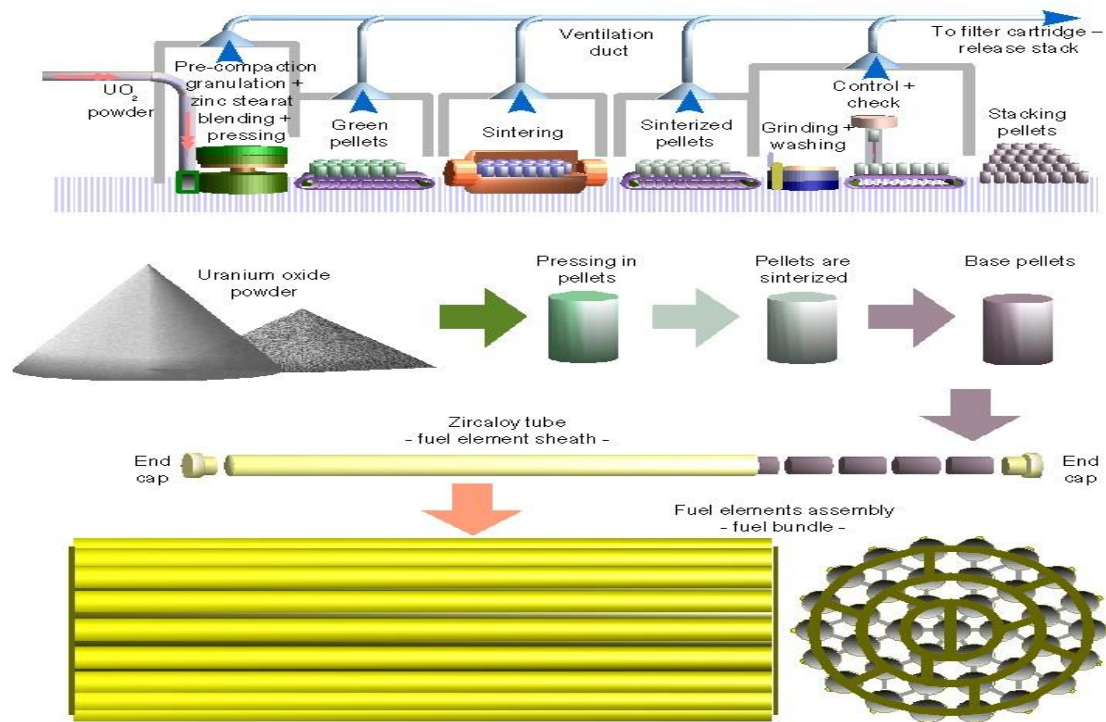 Ventilation
duct
To filter cartridge –
release stack
UO2
powder
Pre-compaction
granulation +
zinc stearat
blending +
pressing
Green
pellets
Sintering
Sinterized
pellets
Grinding +
washing
Control +
check
Stacking
pellets
Uranium oxide
powder
Pressing in
pellets
Pellets are
sinterized
Base pellets
Zircaloy tube
- fuel element sheath -
End
cap
End
cap
Fuel elements assembly
- fuel bundle -